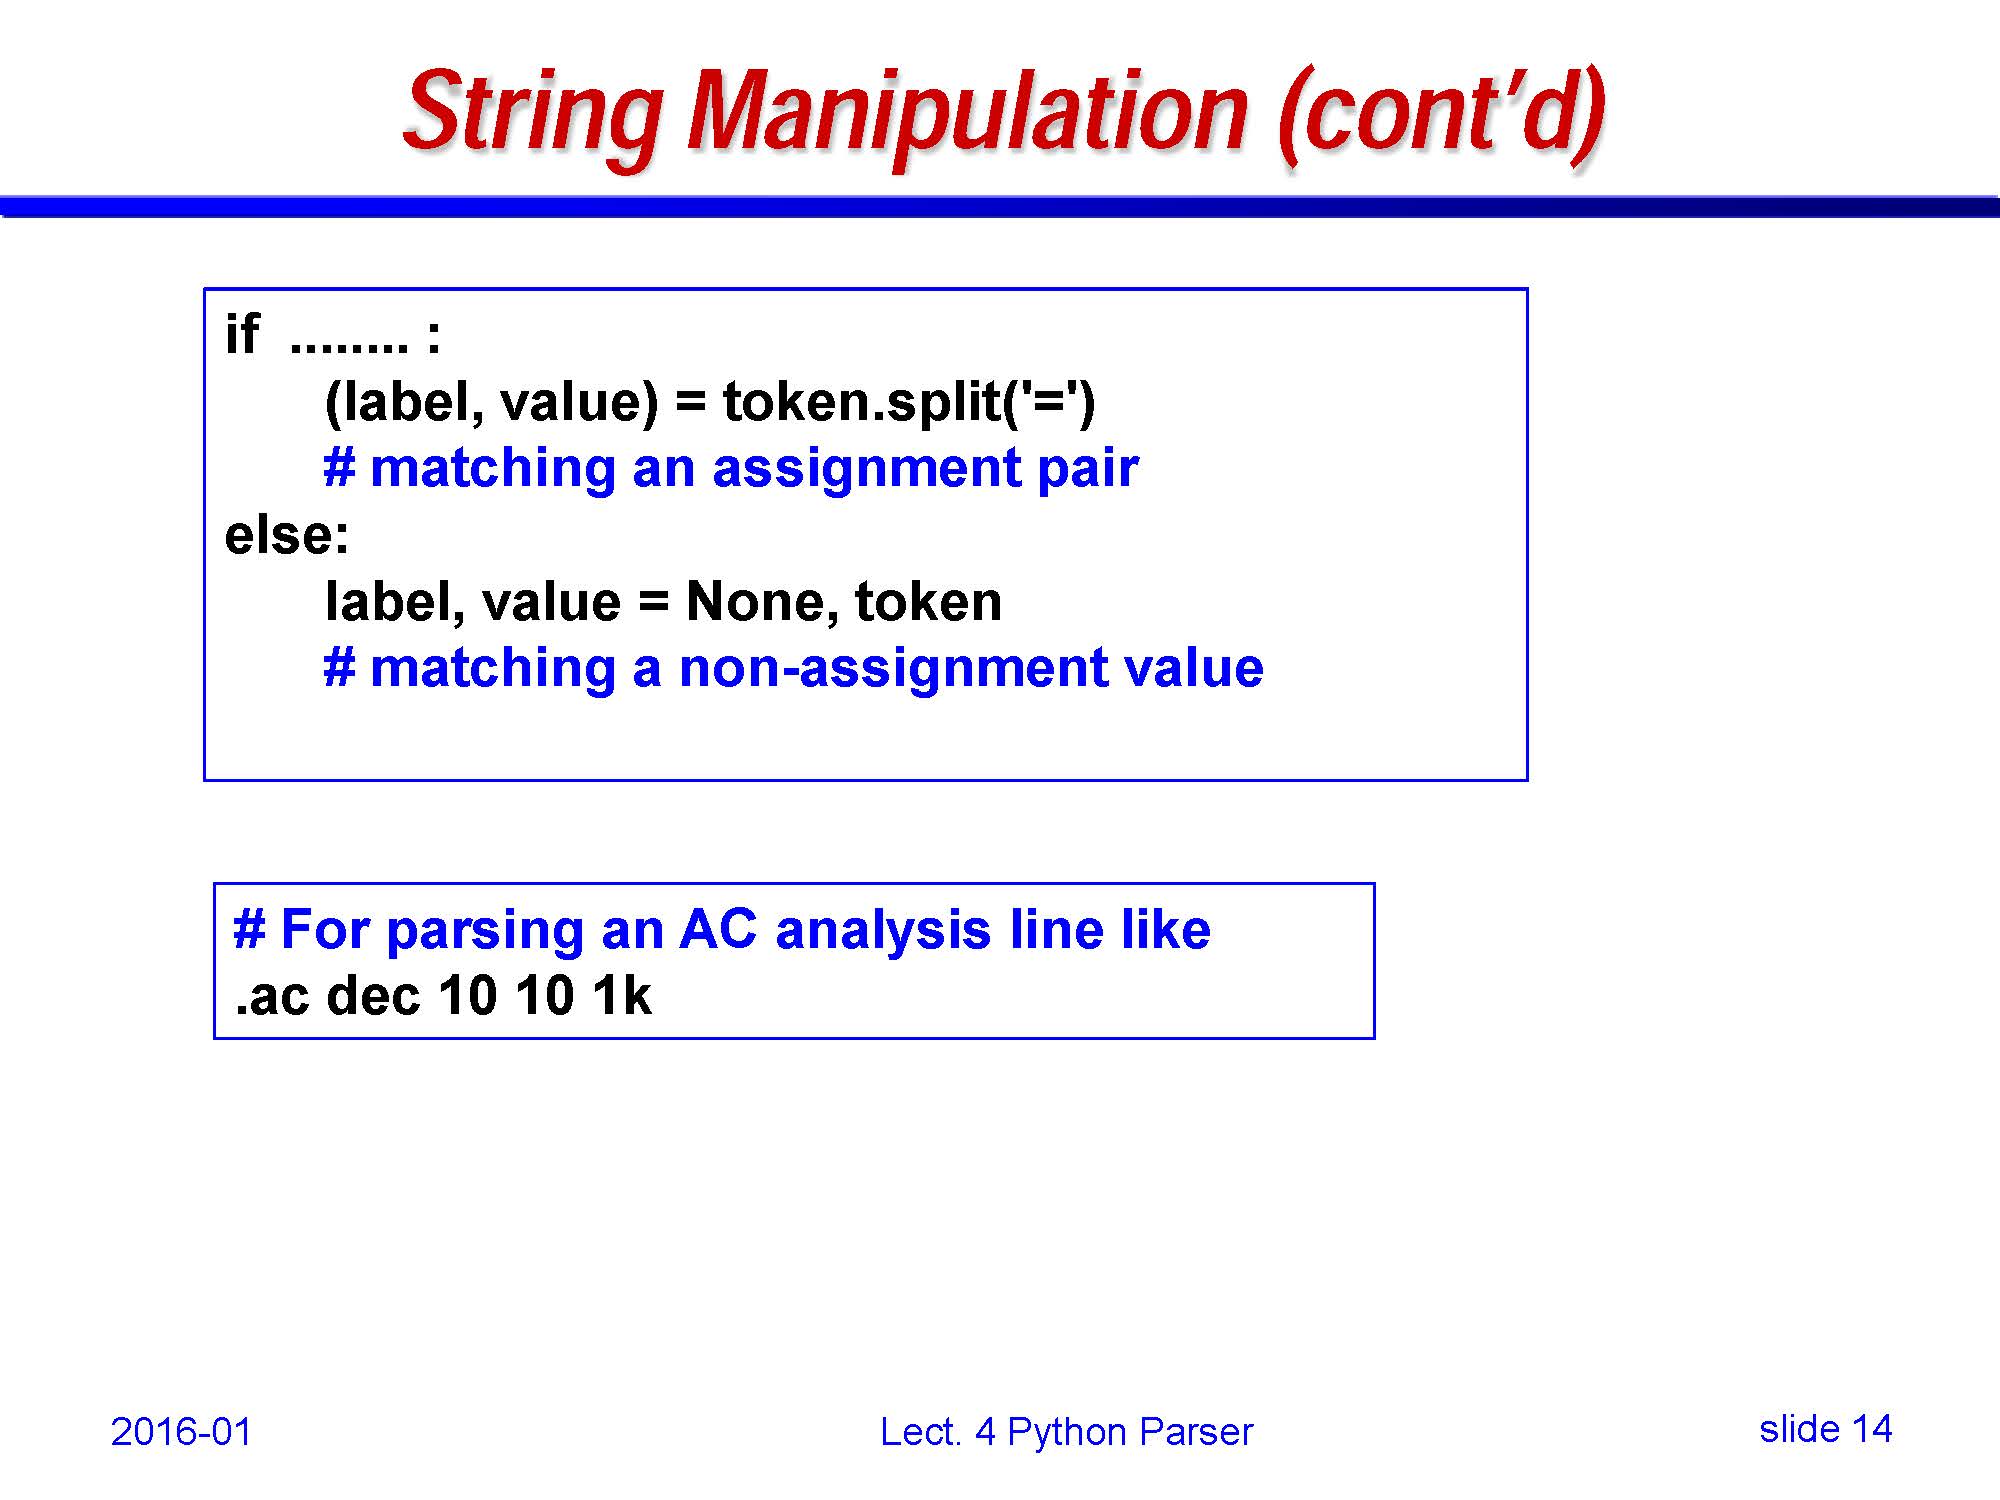 String Manipulation (cont’d)
if ........ :
(label, value) = token.split('=')
# matching an assignment pair
else:
label, value = None, token
# matching a non-assignment value
# For parsing an AC analysis line like
.ac dec 10 10 1k
2016-01
Lect. 4 Python Parser
slide 14